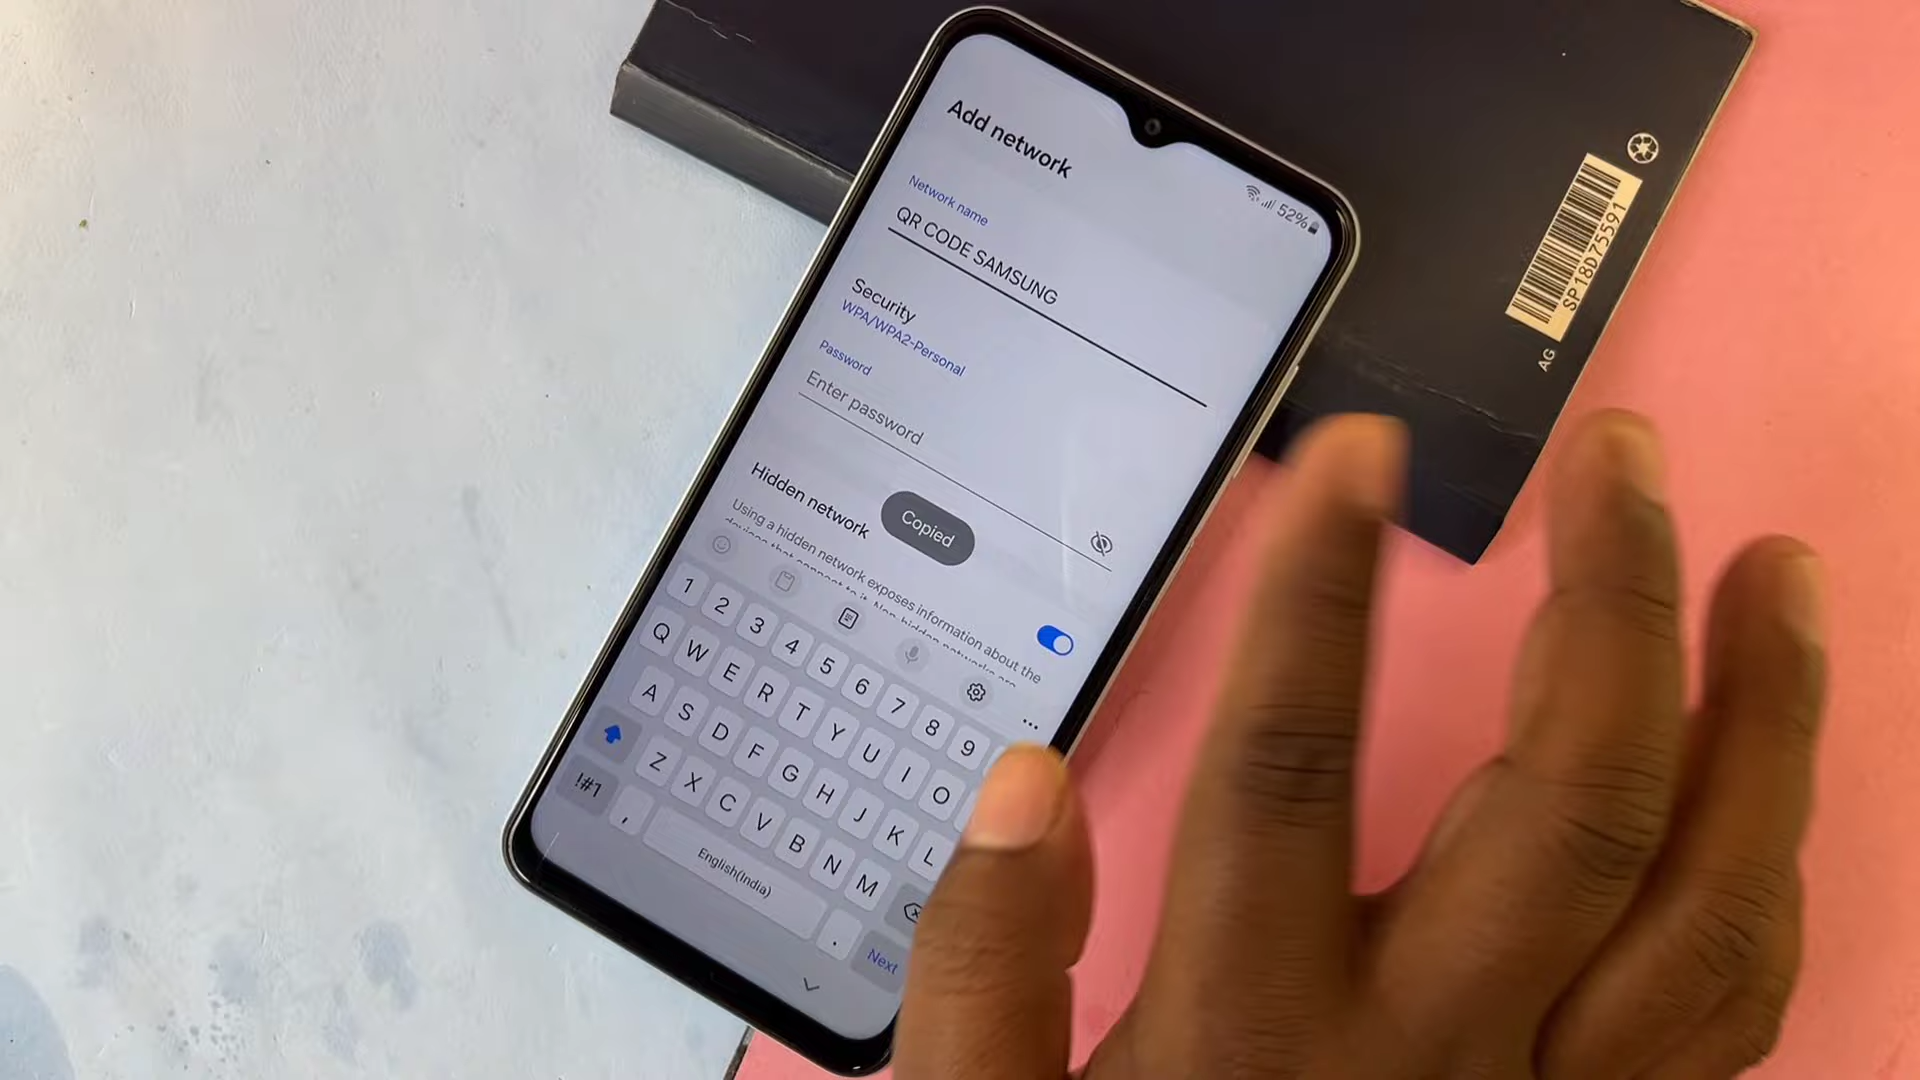 Add network
52%
Network name
QR CODE SAMSUNG
Security
WPA/WPA2-Personal
Password
Enter password
Hidden network
Copied
Using a hidden network exposes information about the
1 2 3 4 5 6 7 8 9
Q W E R T Y U I O
A S D F G H J K L
Z X C V B N M
!#1 , English(India) . Next
SP18D75591
AG